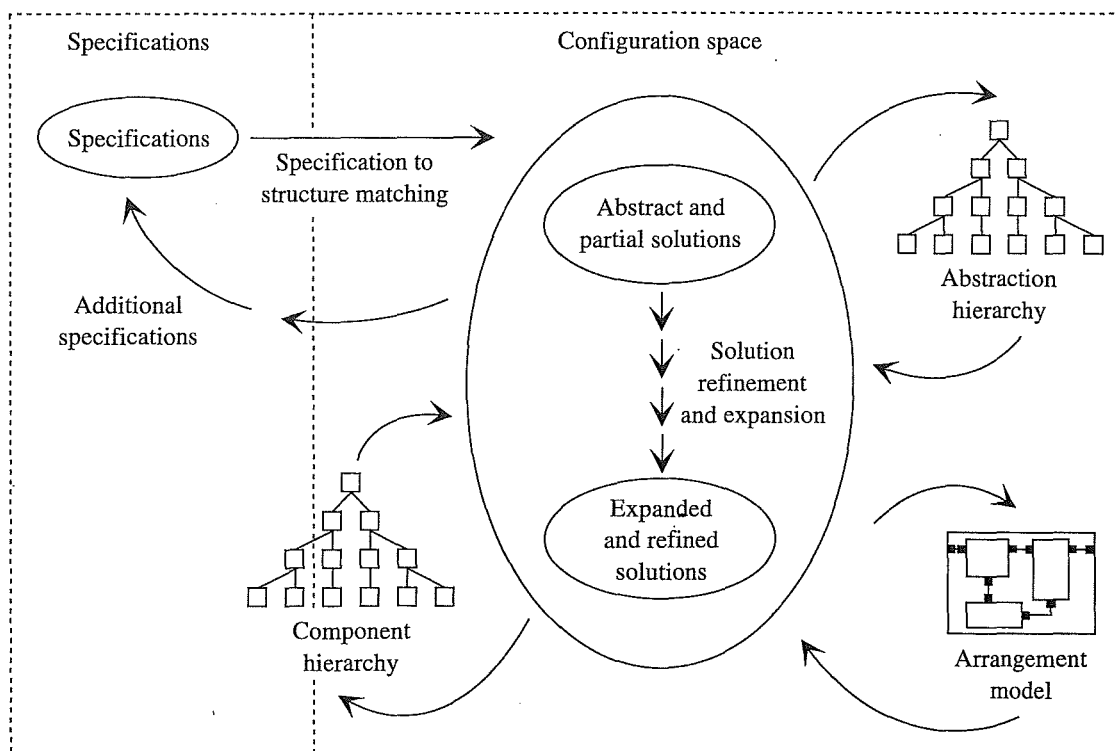 Specifications
Configuration space
Specifications
Specification to
structure matching
Abstract and
partial solutions
Abstraction
hierarchy
Additional
specifications
Solution
refinement
and expansion
Expanded
and refined
solutions
Component
hierarchy
Arrangement
model